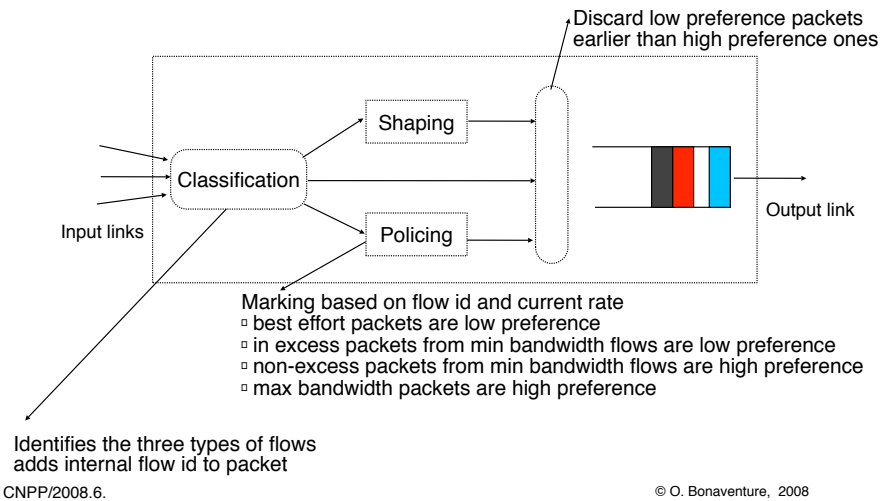 Discard low preference packets
earlier than high preference ones
Shaping
Classification
Input links
Policing
Output link
Marking based on flow id and current rate
▫ best effort packets are low preference
▫ in excess packets from min bandwidth flows are low preference
▫ non-excess packets from min bandwidth flows are high preference
▫ max bandwidth packets are high preference
Identifies the three types of flows
adds internal flow id to packet
CNPP/2008.6.
© O. Bonaventure, 2008